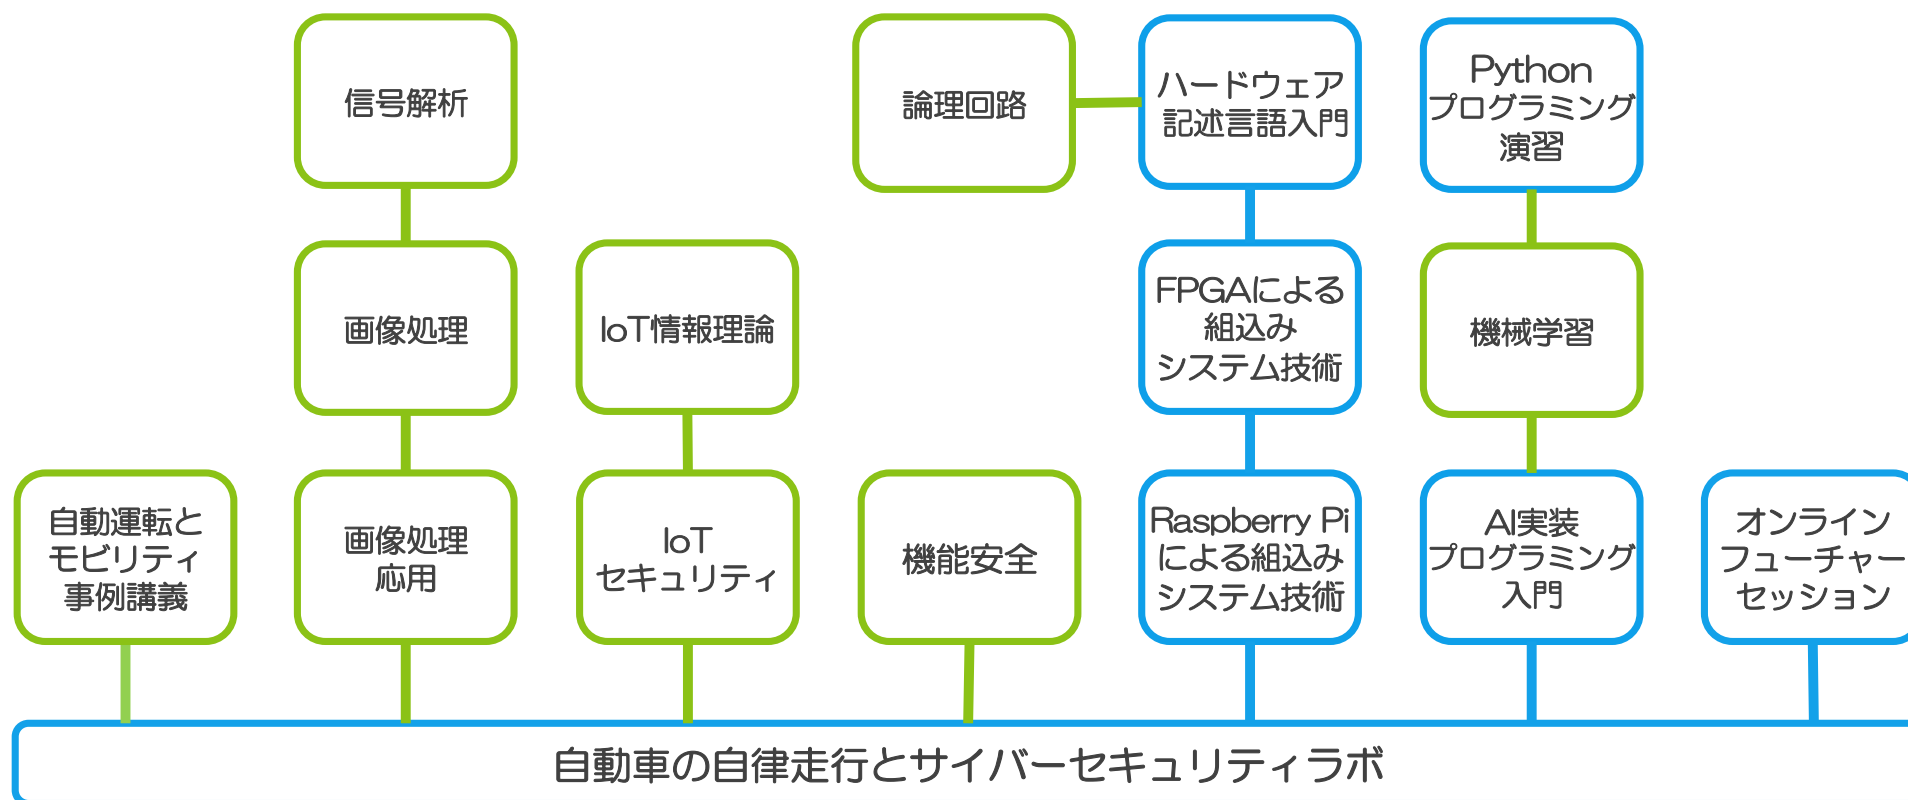 信号解析
論理回路
ハードウェア
記述言語入門
Python
プログラミング
演習
画像処理
IoT情報理論
FPGAによる
組込み
システム技術
機械学習
自動運転と
モビリティ
事例講義
画像処理
応用
IoT
セキュリティ
機能安全
Raspberry Pi
による組込み
システム技術
AI実装
プログラミング
入門
オンライン
フューチャー
セッション
自動車の自律走行とサイバーセキュリティラボ